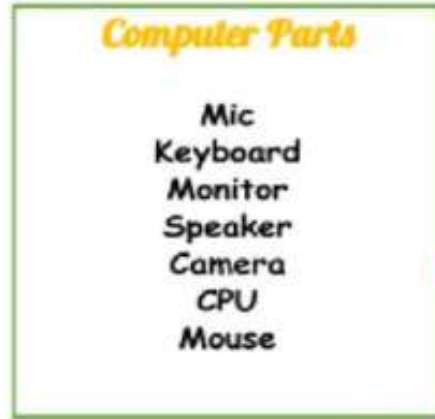 Computer Parts
Mic
Keyboard
Monitor
Speaker
Camera
CPU
Mouse